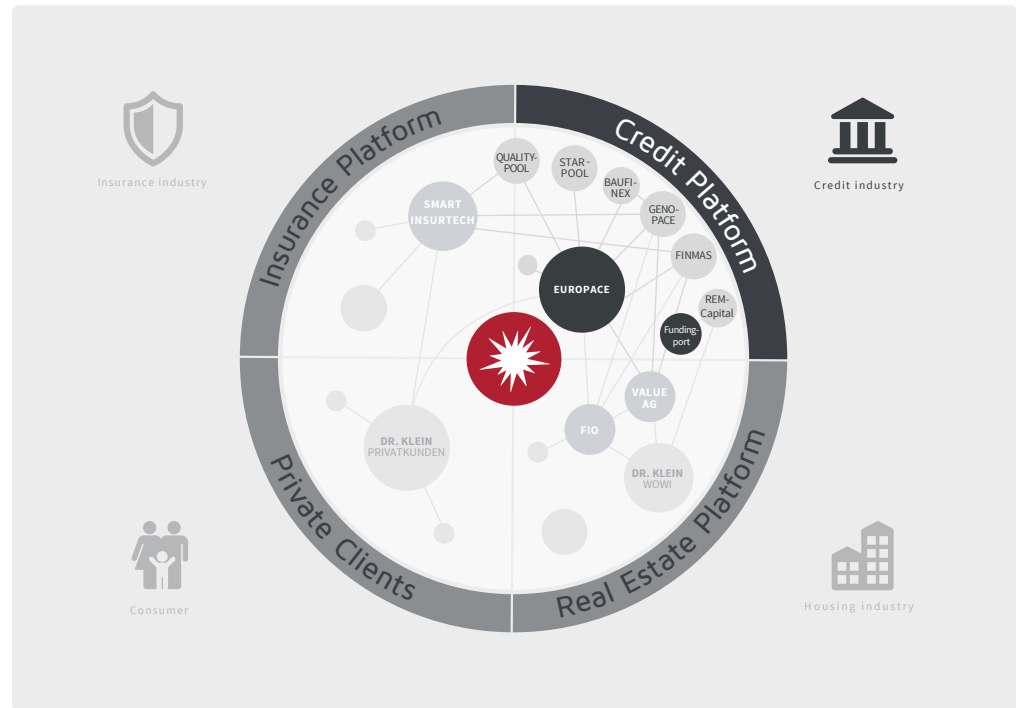 Insurance Platform
Credit Platform
Insurance industry
Credit industry
QUALITY-
POOL
STAR -
POOL
BAUFI-
NEX
GENO-
PACE
SMART
INSURTECH
FINMAS
EUROPACE
REM-
Capital
Funding-
port
VALUE
AG
FIO
DR. KLEIN
PRIVATKUNDEN
DR. KLEIN
WOWI
Private Clients
Real Estate Platform
Consumer
Housing industry